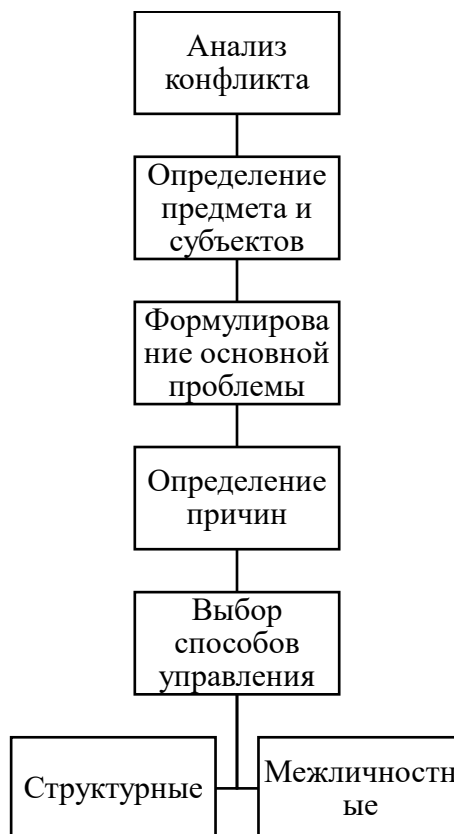 Анализ
конфликта
Определение
предмета и
субъектов
Формулирова
ние основной
проблемы
Определение
причин
Выбор
способов
управления
Структурные
Межличностн
ые